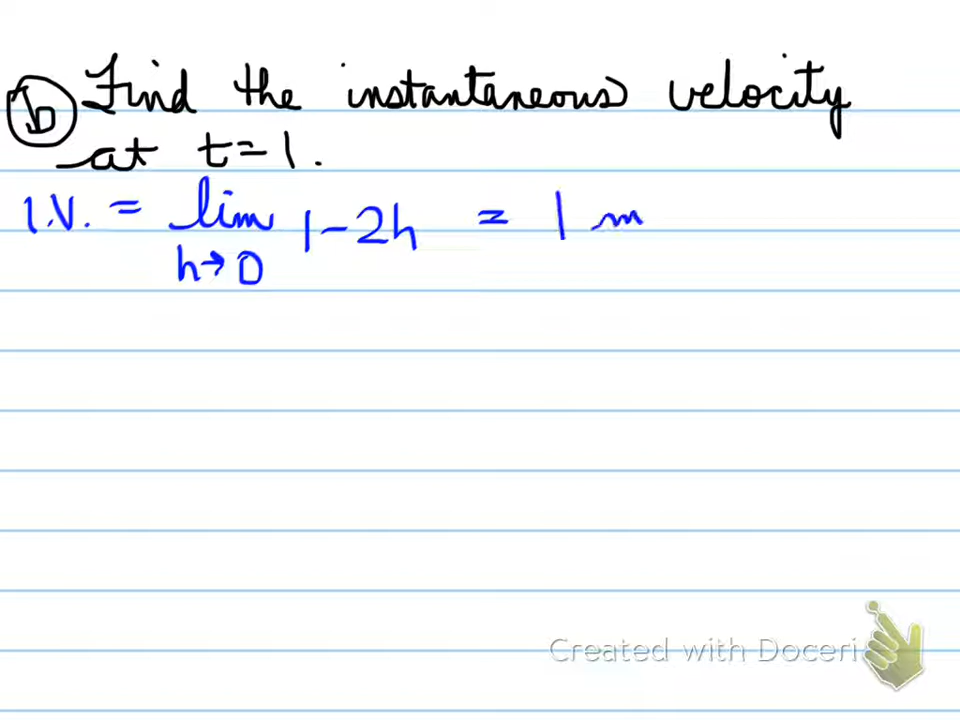 b Find the instantaneous velocity
at t=1.
I.V. = lim 1-2h = 1 m
h→0
Created with Doceri